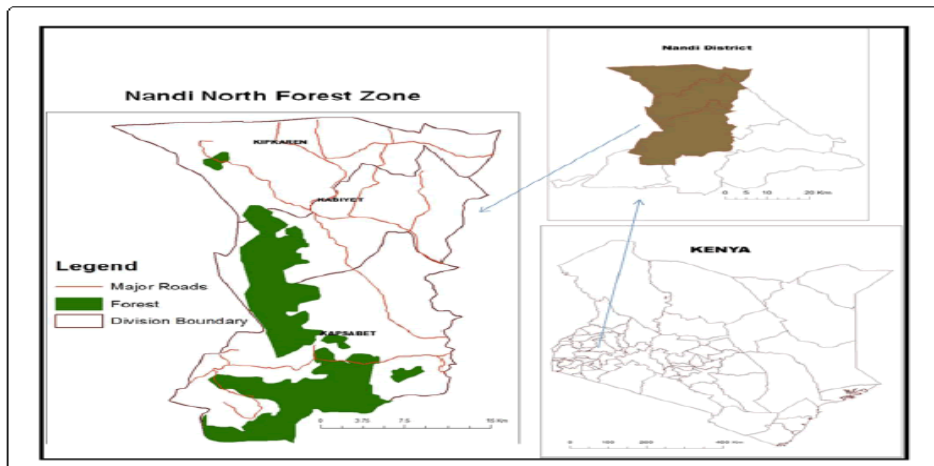 Nandi North Forest Zone
KIPKAREN
KABIYET
KAPSABET
Legend
Major Roads
Forest
Division Boundary
0 3.75 7.5 15 Km
Nandi District
0 5 10 20 Km
KENYA
0 100 200 400 Km